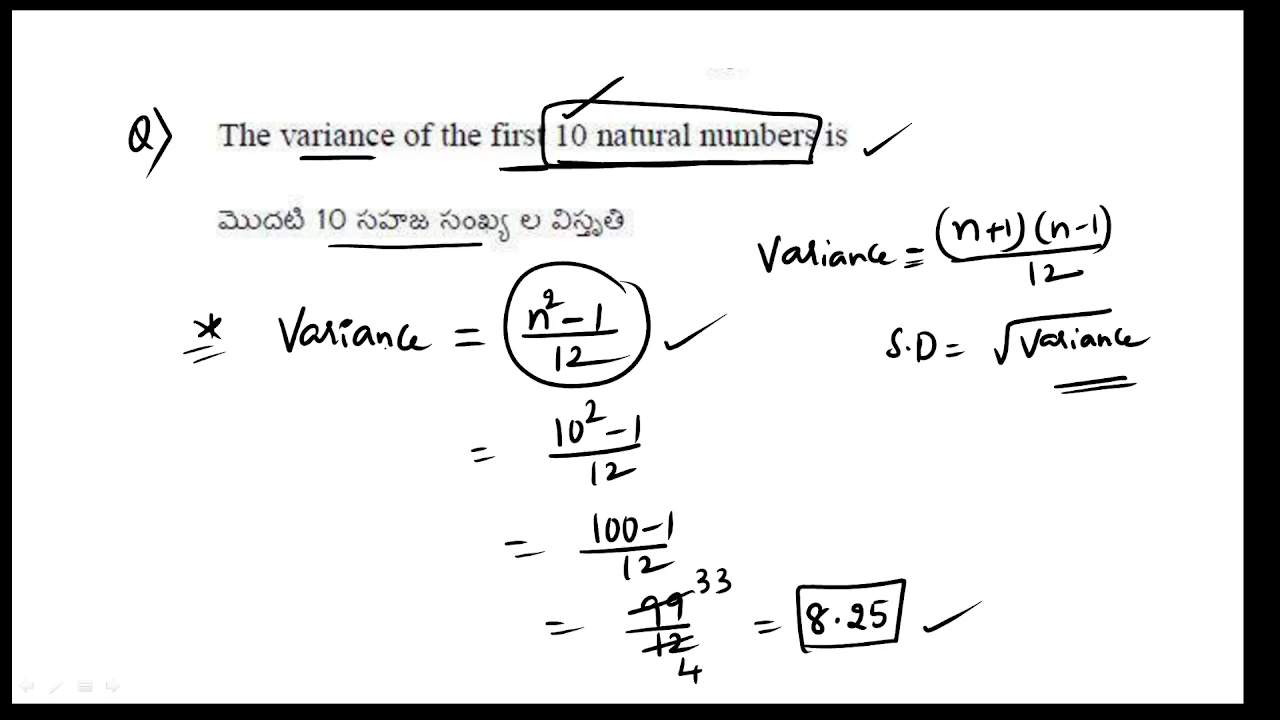 Q) The variance of the first 10 natural numbers is
మొదటి 10 సహజ సంఖ్య ల విస్తృతి
Variance = (n+1)(n-1)/12
* Variance = n²-1/12
S.D = √Variance
= 10²-1/12
= 100-1/12
= 99/12 33/4 = 8.25